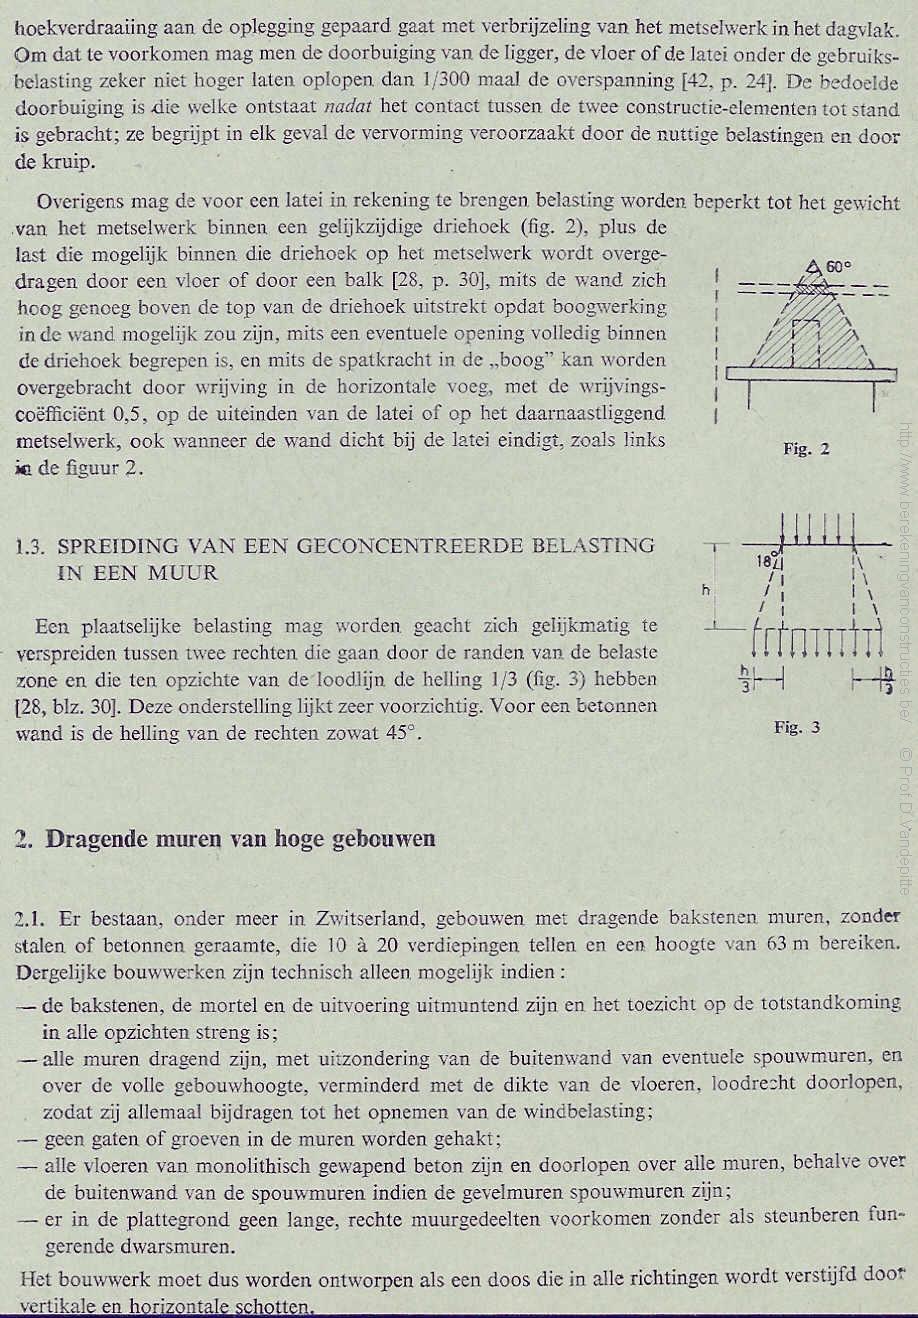 hoekverdraaiing aan de oplegging gepaard gaat met verbrijzeling van het metselwerk in het dagvlak.
Om dat te voorkomen mag men de doorbuiging van de ligger, de vloer of de latei onder de gebruiks-
belasting zeker niet hoger laten oplopen dan 1/300 maal de overspanning [42, p. 24]. De bedoelde
doorbuiging is die welke ontstaat nadat het contact tussen de twee constructie-elementen tot stand
is gebracht; ze begrijpt in elk geval de vervorming veroorzaakt door de nuttige belastingen en door
de kruip.
Overigens mag de voor een latei in rekening te brengen belasting worden beperkt tot het gewicht
van het metselwerk binnen een gelijkzijdige driehoek (fig. 2), plus de
last die mogelijk binnen die driehoek op het metselwerk wordt overge-
dragen door een vloer of door een balk [28, p. 30], mits de wand zich
hoog genoeg boven de top van de driehoek uitstrekt opdat boogwerking
in de wand mogelijk zou zijn, mits een eventuele opening volledig binnen
de driehoek begrepen is, en mits de spatkracht in de „boog” kan worden
overgebracht door wrijving in de horizontale voeg, met de wrijvings-
coëfficiënt 0,5, op de uiteinden van de latei of op het daarnaastliggend
metselwerk, ook wanneer de wand dicht bij de latei eindigt, zoals links
in de figuur 2.
60°
Fig. 2
1.3. SPREIDING VAN EEN GECONCENTREERDE BELASTING
IN EEN MUUR
Een plaatselijke belasting mag worden geacht zich gelijkmatig te
verspreiden tussen twee rechten die gaan door de randen van de belaste
zone en die ten opzichte van de loodlijn de helling 1/3 (fig. 3) hebben
[28, blz. 30]. Deze onderstelling lijkt zeer voorzichtig. Voor een betonnen
wand is de helling van de rechten zowat 45°.
18°
h
h/3
h/3
Fig. 3
2. Dragende muren van hoge gebouwen
2.1. Er bestaan, onder meer in Zwitserland, gebouwen met dragende bakstenen muren, zonder
stalen of betonnen geraamte, die 10 à 20 verdiepingen tellen en een hoogte van 63 m bereiken.
Dergelijke bouwwerken zijn technisch alleen mogelijk indien :
— de bakstenen, de mortel en de uitvoering uitmuntend zijn en het toezicht op de totstandkoming
in alle opzichten streng is;
— alle muren dragend zijn, met uitzondering van de buitenwand van eventuele spouwmuren, en
over de volle gebouwhoogte, verminderd met de dikte van de vloeren, loodrecht doorlopen,
zodat zij allemaal bijdragen tot het opnemen van de windbelasting;
— geen gaten of groeven in de muren worden gehakt;
— alle vloeren van monolithisch gewapend beton zijn en doorlopen over alle muren, behalve over
de buitenwand van de spouwmuren indien de gevelmuren spouwmuren zijn;
— er in de plattegrond geen lange, rechte muurgedeelten voorkomen zonder als steunberen fun-
gerende dwarsmuren.
Het bouwwerk moet dus worden ontworpen als een doos die in alle richtingen wordt verstijfd door
vertikale en horizontale schotten.
http://www.berekeningvanconstructies.be/ © Prof D. Vandepitte